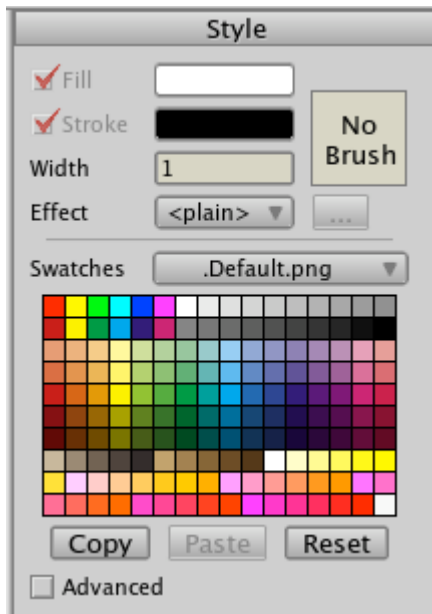 Style
Fill
Stroke
No
Brush
Width
1
Effect
<plain>
...
Swatches
.Default.png
Copy
Paste
Reset
Advanced